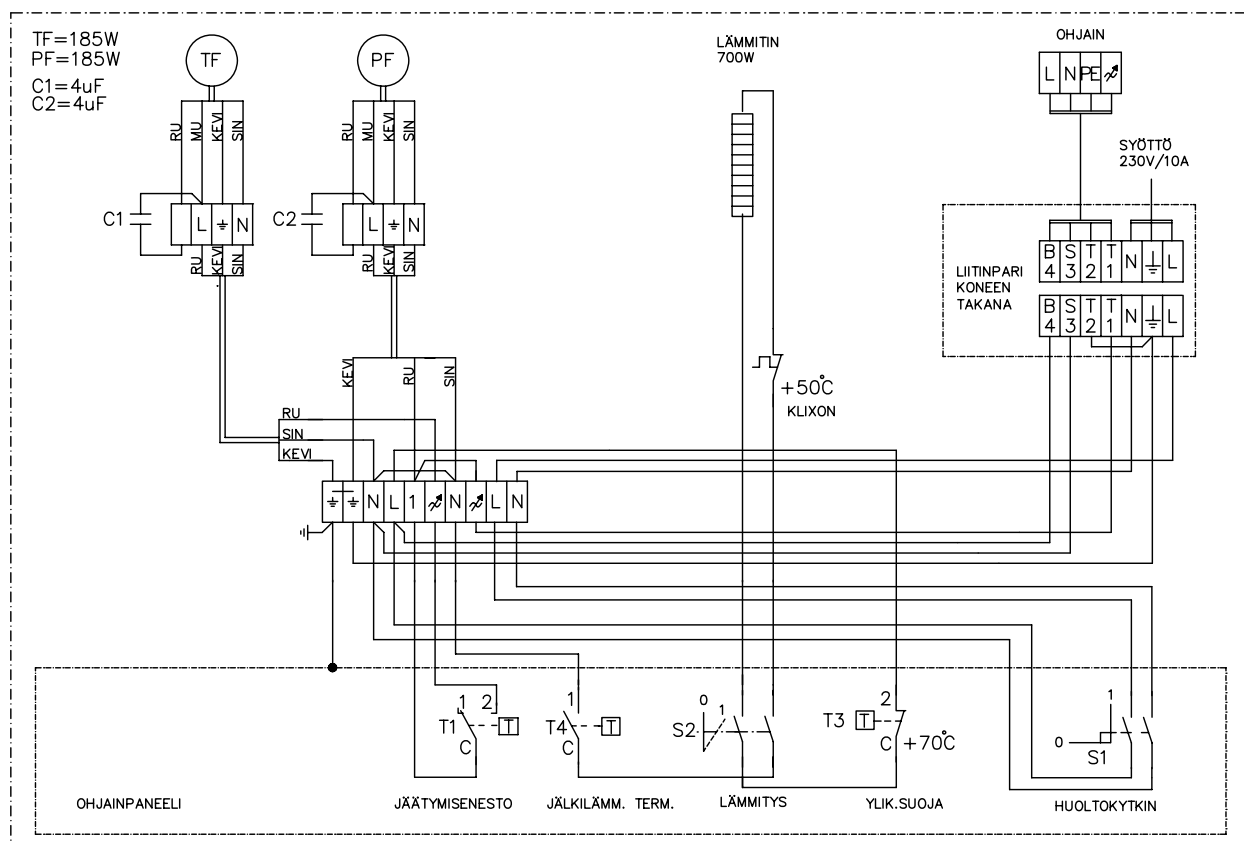 TF=185W
PF=185W
C1=4uF
C2=4uF
TF
PF
LÄMMITIN
700W
OHJAIN
L N PE
SYÖTTÖ
230V/10A
RU MU KEVI SIN
RU MU KEVI SIN
C1
L N
C2
L N
RU KEVI SIN
RU KEVI SIN
LIITINPARI
KONEEN
TAKANA
B4 S3 T2 T1 N L
B4 S3 T2 T1 N L
+50°C
KLIXON
KEVI RU SIN
RU
SIN
KEVI
N L 1 N L N
1 2
T1 T
C
1
T4 T
C
0 1
S2
2
T3 T
C +70°C
1
0
S1
OHJAINPANEELI
JÄÄTYMISENESTO
JÄLKILÄMM. TERM.
LÄMMITYS
YLIK.SUOJA
HUOLTOKYTKIN